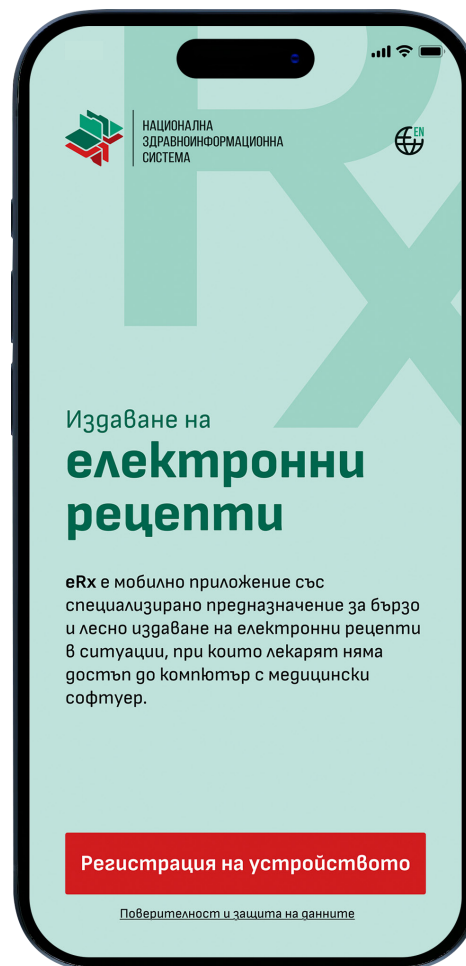 Rx
НАЦИОНАЛНА
ЗДРАВНОИНФОРМАЦИОННА
СИСТЕМА
EN
Издаване на
електронни
рецепти
eRx е мобилно приложение със
специализирано предназначение за бързо
и лесно издаване на електронни рецепти
в ситуации, при които лекарят няма
достъп до компютър с медицински
софтуер.
Регистрация на устройството
Поверителност и защита на данните